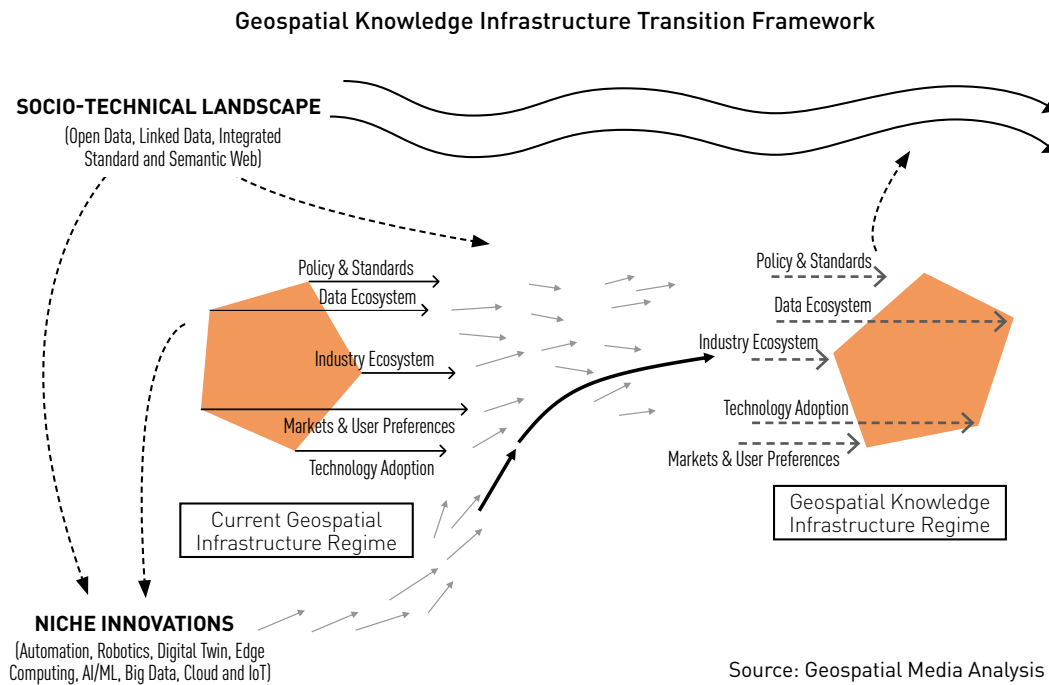 Geospatial Knowledge Infrastructure Transition Framework
SOCIO-TECHNICAL LANDSCAPE
(Open Data, Linked Data, Integrated
Standard and Semantic Web)
Policy & Standards
Data Ecosystem
Industry Ecosystem
Markets & User Preferences
Technology Adoption
Current Geospatial
Infrastructure Regime
Policy & Standards
Data Ecosystem
Industry Ecosystem
Technology Adoption
Markets & User Preferences
Geospatial Knowledge
Infrastructure Regime
NICHE INNOVATIONS
(Automation, Robotics, Digital Twin, Edge
Computing, AI/ML, Big Data, Cloud and IoT)
Source: Geospatial Media Analysis